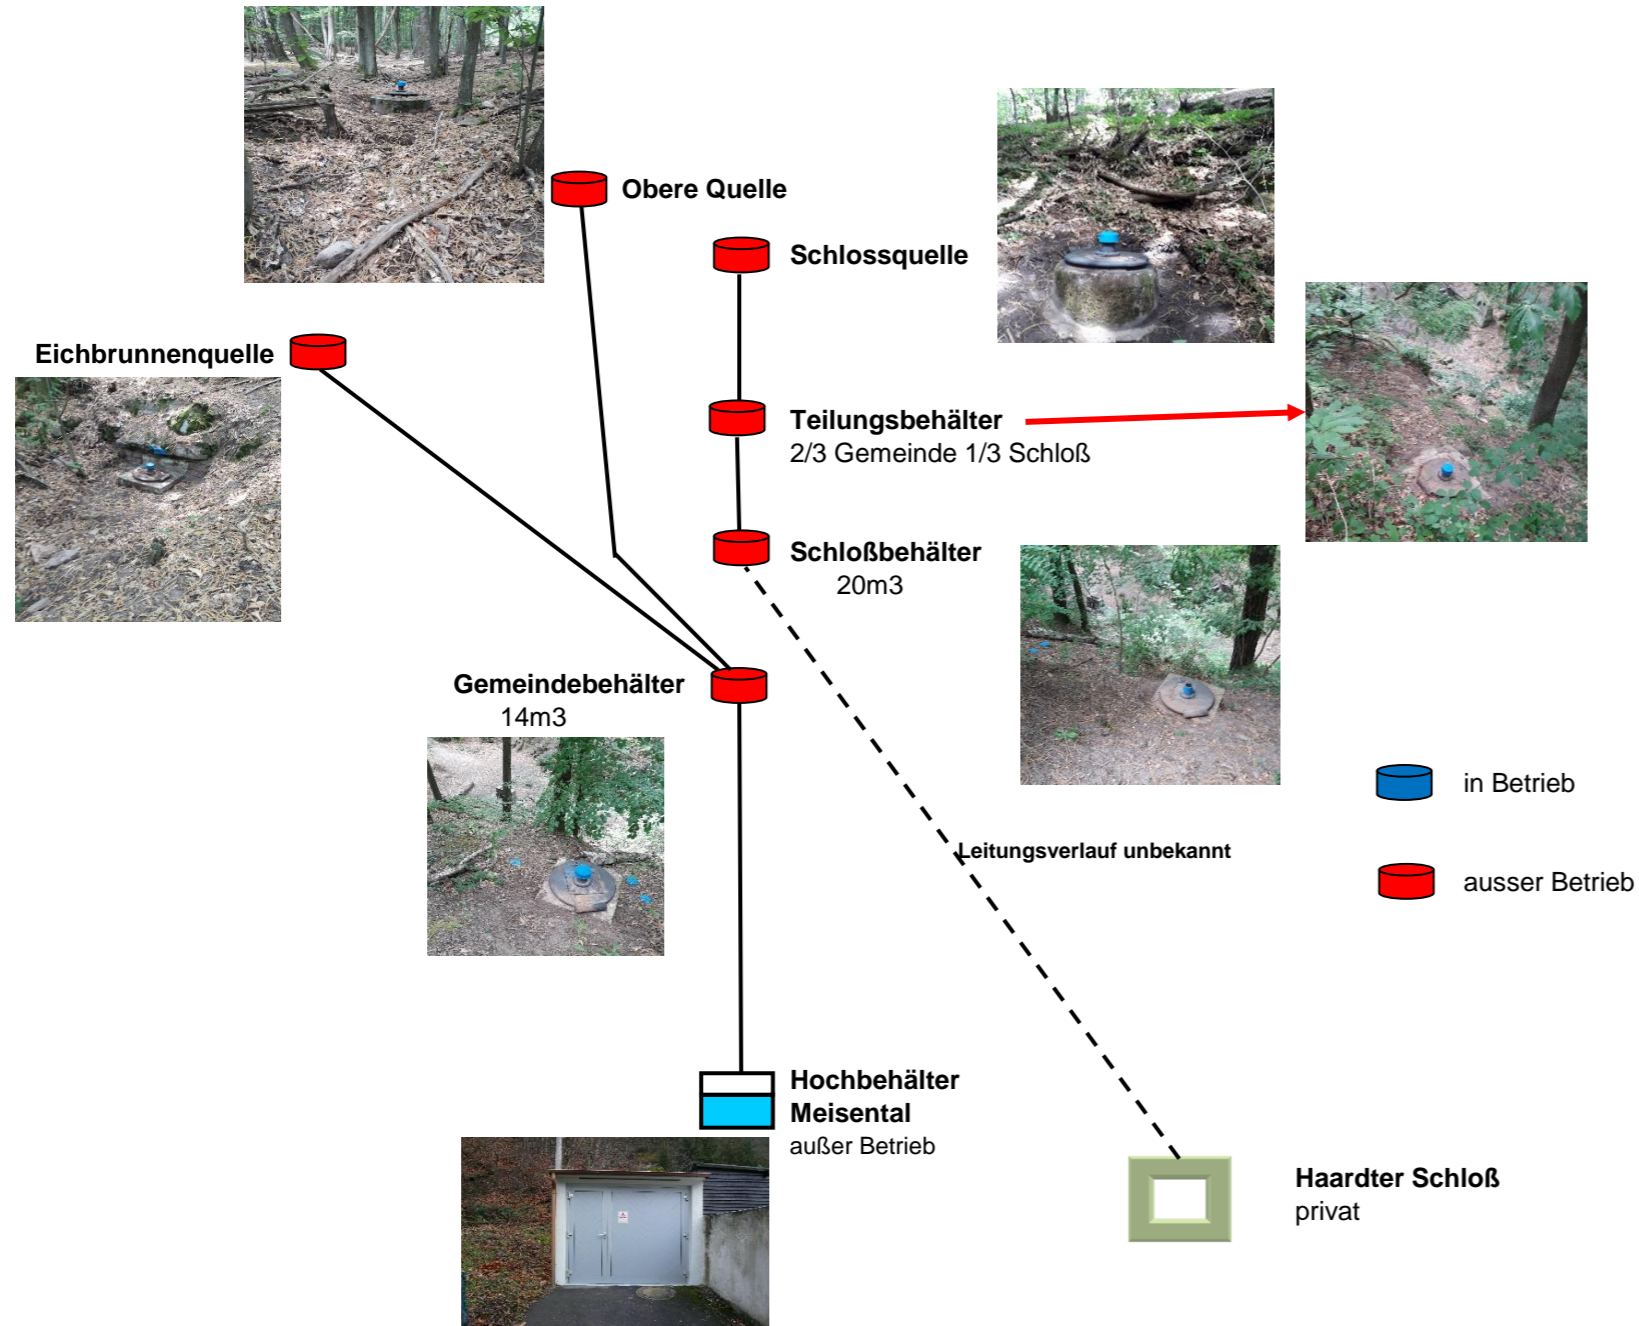 Obere Quelle
Schlossquelle
Eichbrunnenquelle
Teilungsbehälter
2/3 Gemeinde 1/3 Schloß
Schloßbehälter
20m3
Gemeindebehälter
14m3
in Betrieb
Leitungsverlauf unbekannt
ausser Betrieb
Hochbehälter
Meisental
außer Betrieb
Haardter Schloß
privat